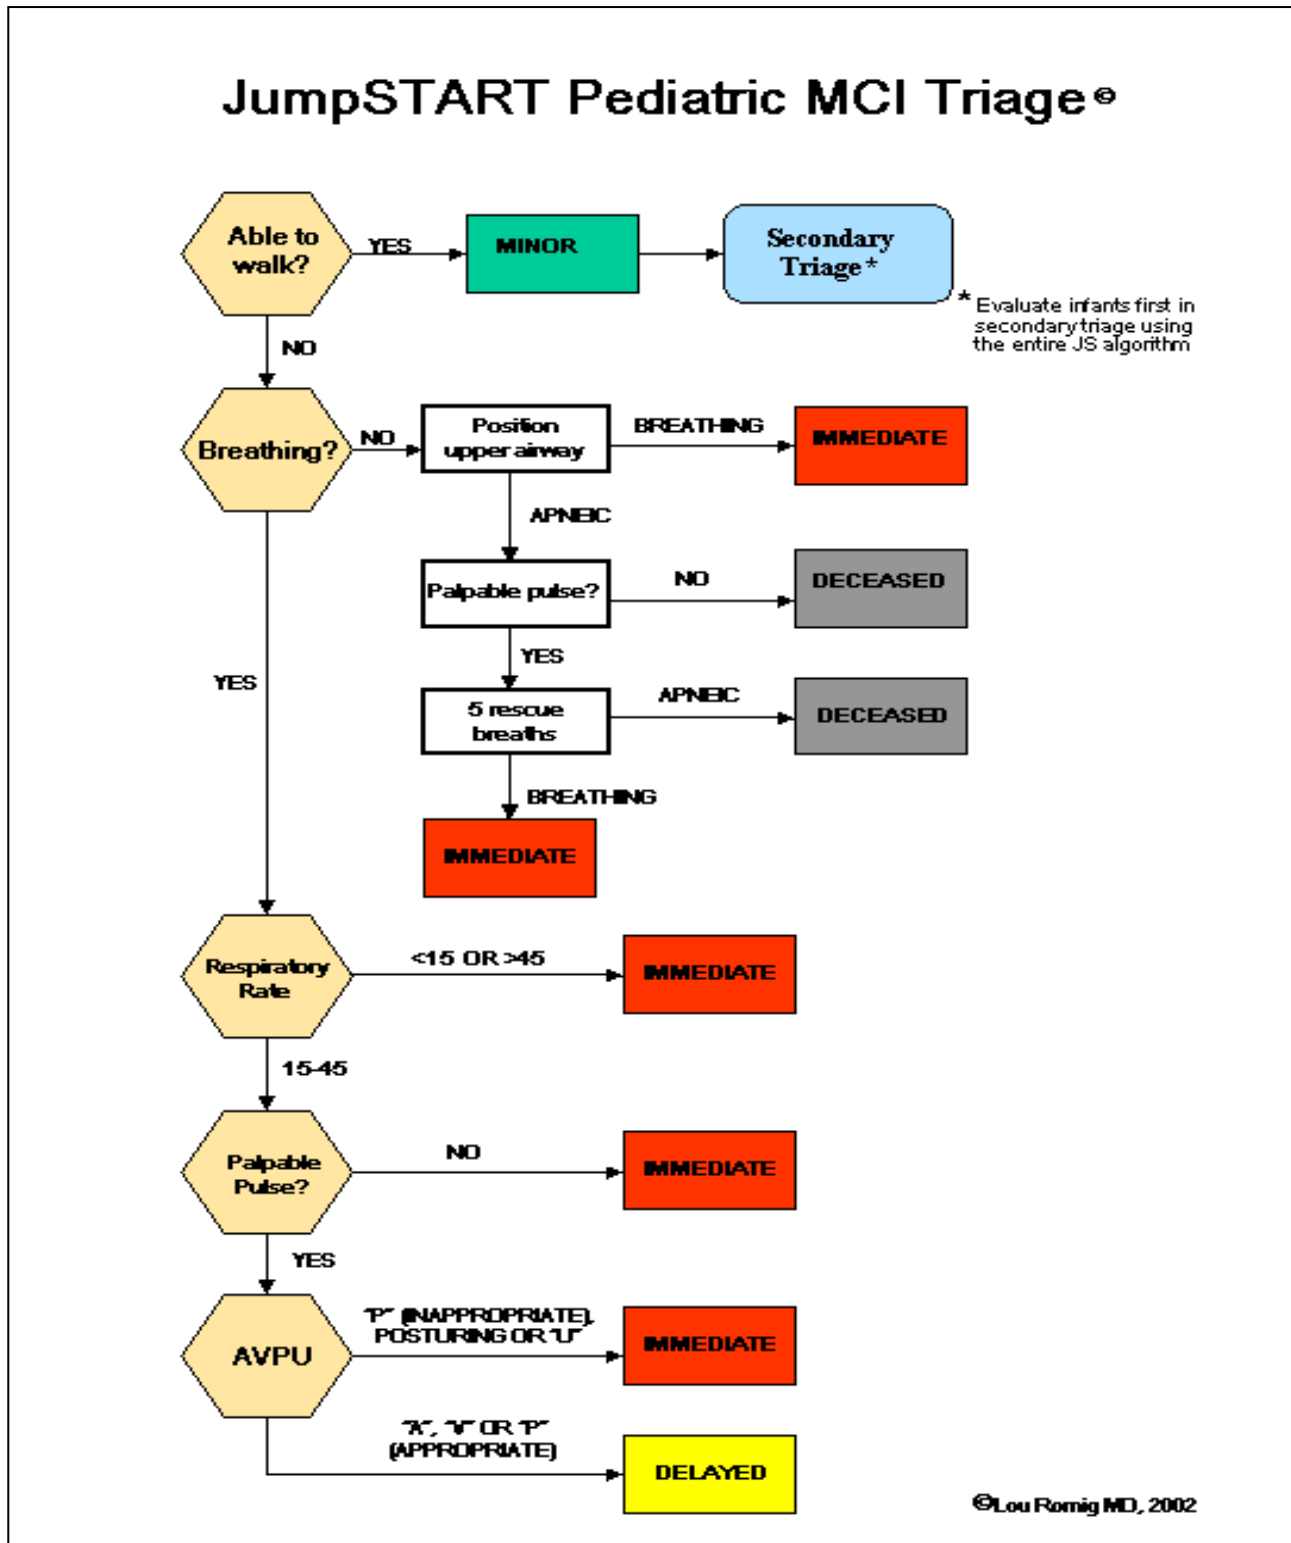 JumpSTART Pediatric MCI Triage©
Able to
walk?
YES
MINOR
Secondary
Triage*
* Evaluate infants first in
secondary triage using
the entire JS algorithm
NO
Breathing?
NO
Position
upper airway
BREATHING
IMMEDIATE
APNEIC
Palpable pulse?
NO
DECEASED
YES
5 rescue
breaths
APNEIC
DECEASED
BREATHING
IMMEDIATE
YES
Respiratory
Rate
<15 OR >45
IMMEDIATE
15-45
Palpable
Pulse?
NO
IMMEDIATE
YES
AVPU
"P" (INAPPROPRIATE),
POSTURING OR "U"
IMMEDIATE
"A", "V" OR "P"
(APPROPRIATE)
DELAYED
©Lou Romig MD, 2002